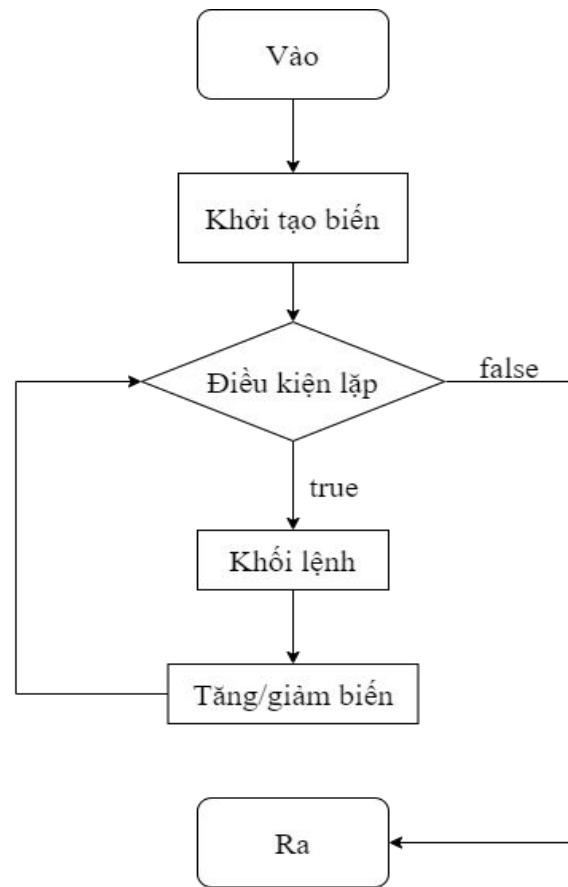 Vào
Khởi tạo biến
Điều kiện lặp
false
true
Khối lệnh
Tăng/giảm biến
Ra